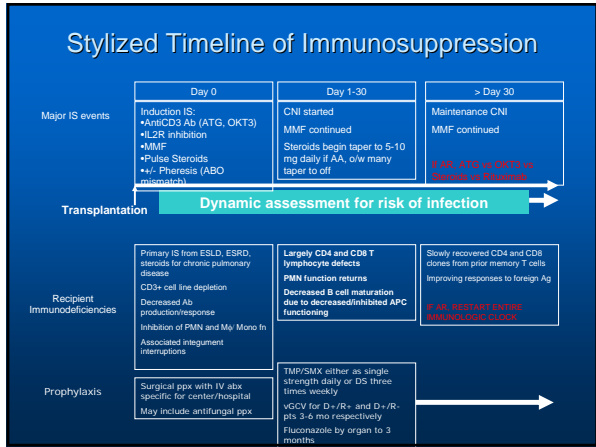 Stylized Timeline of Immunosuppression
Day 0
Day 1-30
> Day 30
Major IS events
Induction IS:
•AntiCD3 Ab (ATG, OKT3)
•IL2R inhibition
•MMF
•Pulse Steroids
•+/- Pheresis (ABO
mismatch)
CNI started
MMF continued
Steroids begin taper to 5-10
mg daily if AA, o/w many
taper to off
Maintenance CNI
MMF continued
If AR, ATG vs OKT3 vs
Transplantation
Dynamic assessment for risk of infection
Recipient
Immunodeficiencies
Primary IS from ESLD, ESRD,
steroids for chronic pulmonary
disease
CD3+ cell line depletion
Decreased Ab
production/response
Inhibition of PMN and Mϕ/ Mono fn
Associated integument
interruptions
Largely CD4 and CD8 T
lymphocyte defects
PMN function returns
Decreased B cell maturation
due to decreased/inhibited APC
functioning
Slowly recovered CD4 and CD8
clones from prior memory T cells
Improving responses to foreign Ag
IF AR, RESTART ENTIRE
IMMUNOLOGIC CLOCK
Prophylaxis
Surgical ppx with IV abx
specific for center/hospital
May include antifungal ppx
TMP/SMX either as single
strength daily or DS three
times weekly
vGCV for D+/R+ and D+/R-
pts 3-6 mo respectively
Fluconazole by organ to 3
months